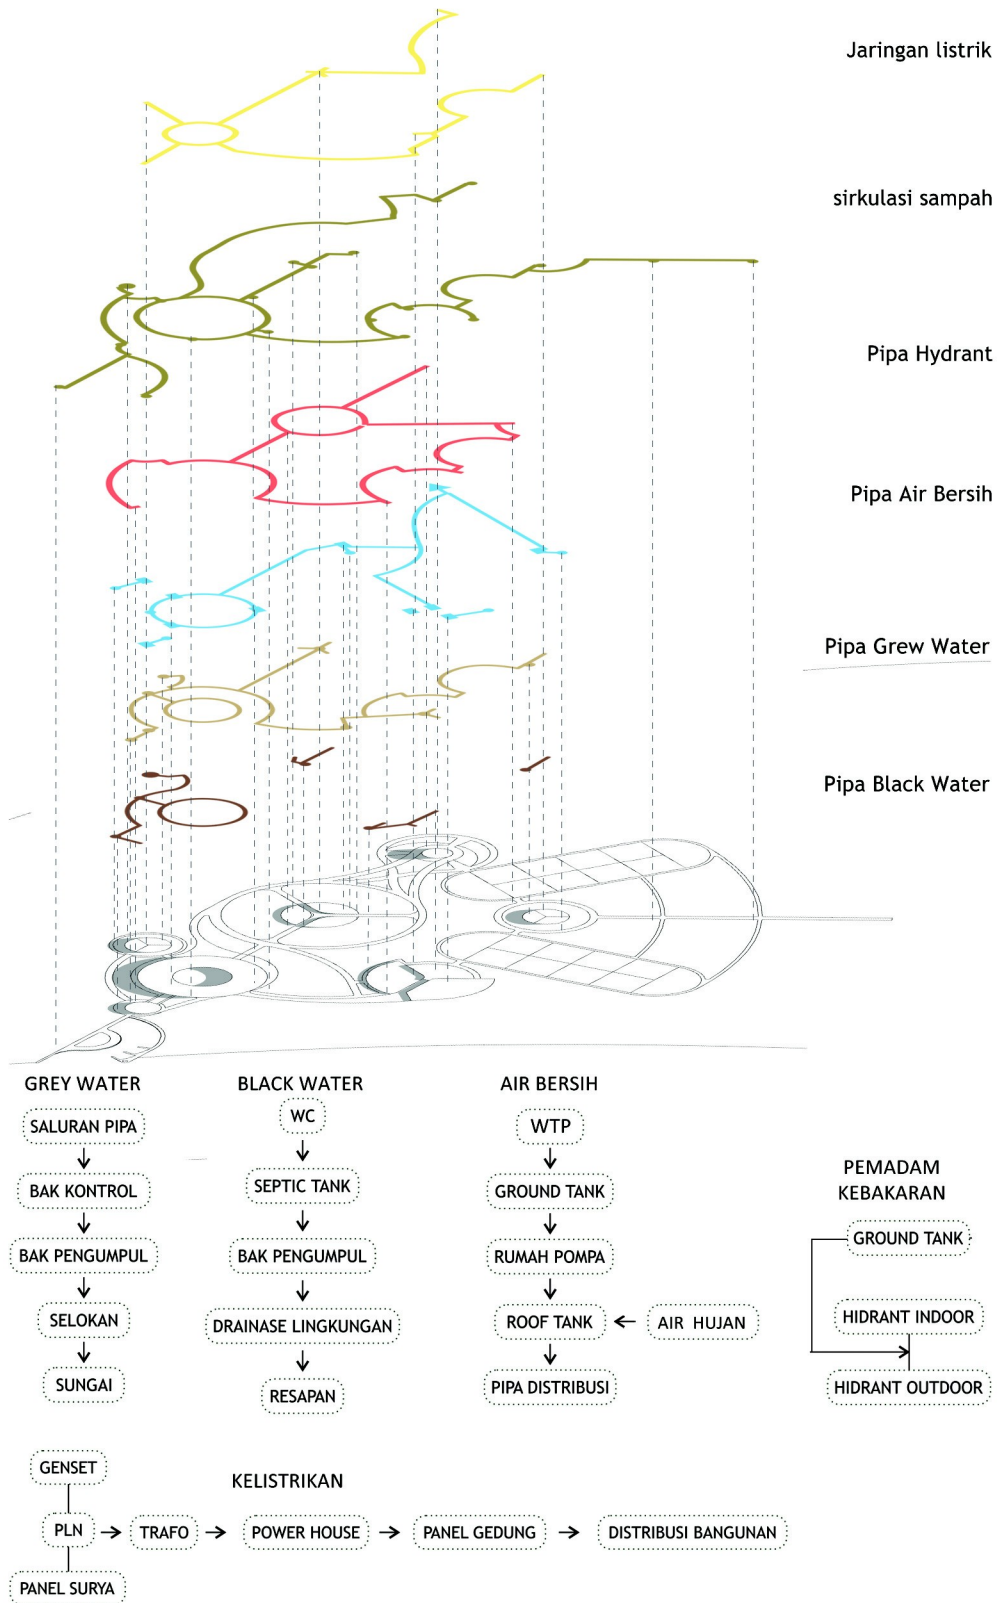 Jaringan listrik
sirkulasi sampah
Pipa Hydrant
Pipa Air Bersih
Pipa Grew Water
Pipa Black Water
GREY WATER
SALURAN PIPA
BAK KONTROL
BAK PENGUMPUL
SELOKAN
SUNGAI
BLACK WATER
WC
SEPTIC TANK
BAK PENGUMPUL
DRAINASE LINGKUNGAN
RESAPAN
AIR BERSIH
WTP
GROUND TANK
RUMAH POMPA
ROOF TANK
AIR HUJAN
PIPA DISTRIBUSI
PEMADAM
KEBAKARAN
GROUND TANK
HIDRANT INDOOR
HIDRANT OUTDOOR
KELISTRIKAN
GENSET
PLN
PANEL SURYA
TRAFO
POWER HOUSE
PANEL GEDUNG
DISTRIBUSI BANGUNAN